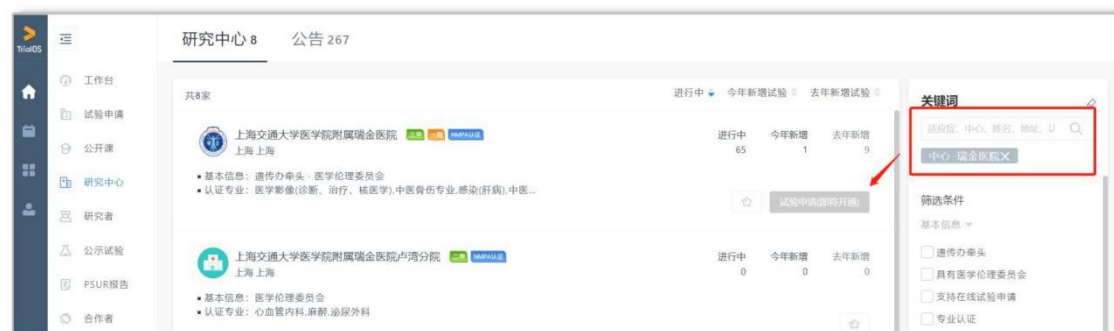 TrialOS
研究中心 8 公告 267
工作台
试验申请
公开课
研究中心
研究者
公示试验
PSUR报告
合作者
共8家
进行中 今年新增试验 去年新增试验
上海交通大学医学院附属瑞金医院 三甲 NMPA认证
上海 上海
进行中 今年新增 去年新增
65 1 9
▪ 基本信息: 遗传办牵头 · 医学伦理委员会
▪ 认证专业: 医学影像(诊断、治疗、核医学),中医骨伤专业,感染(肝病),中医...
试验申请(即将开通)
上海交通大学医学院附属瑞金医院卢湾分院 NMPA认证
上海 上海
进行中 今年新增 去年新增
0 0 0
▪ 基本信息: 医学伦理委员会
▪ 认证专业: 心血管内科,麻醉,泌尿外科
关键词
中心、姓名、地址、
中心 -瑞金医院X
筛选条件
基本信息
遗传办牵头
具有医学伦理委员会
支持在线试验申请
专业认证